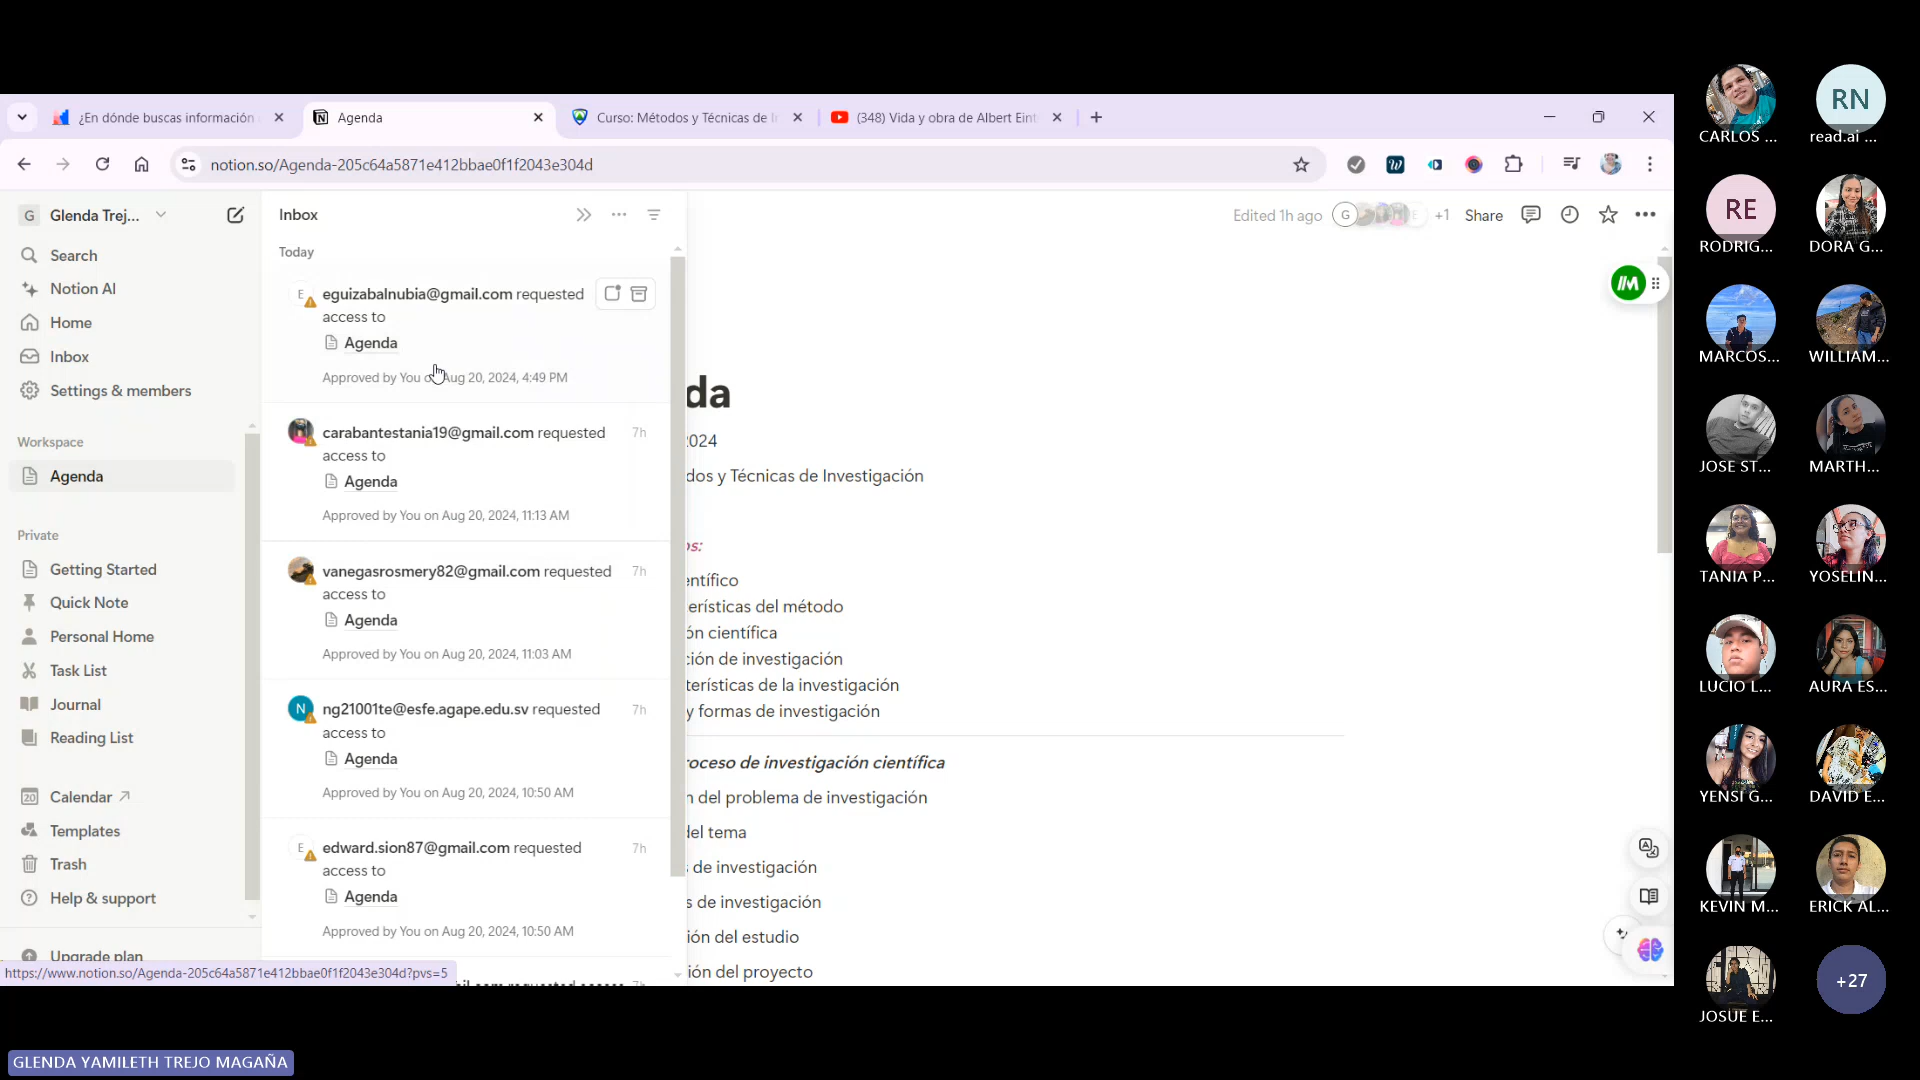 ¿En dónde buscas información
Agenda
Curso: Métodos y Técnicas de I
(348) Vida y obra de Albert Eint
notion.so/Agenda-205c64a5871e412bbae0f1f2043e304d
G Glenda Trej...
Search
Notion AI
Home
Inbox
Settings & members
Workspace
Agenda
Private
Getting Started
Quick Note
Personal Home
Task List
Journal
Reading List
Calendar
Templates
Trash
Help & support
Upgrade plan
https://www.notion.so/Agenda-205c64a5871e412bbae0f1f2043e304d?pvs=5
Inbox
Today
E eguizabalnubia@gmail.com requested
access to
Agenda
Approved by You on Aug 20, 2024, 4:49 PM
carabantestania19@gmail.com requested 7h
access to
Agenda
Approved by You on Aug 20, 2024, 11:13 AM
vanegasrosmery82@gmail.com requested 7h
access to
Agenda
Approved by You on Aug 20, 2024, 11:03 AM
N ng21001te@esfe.agape.edu.sv requested 7h
access to
Agenda
Approved by You on Aug 20, 2024, 10:50 AM
E edward.sion87@gmail.com requested 7h
access to
Agenda
Approved by You on Aug 20, 2024, 10:50 AM
Edited 1h ago G +1 Share
da
2024
dos y Técnicas de Investigación
os:
entífico
erísticas del método
ón científica
ción de investigación
terísticas de la investigación
y formas de investigación
roceso de investigación científica
n del problema de investigación
del tema
s de investigación
s de investigación
ión del estudio
ión del proyecto
CARLOS ...
RN
read.ai ...
RE
RODRIG...
DORA G...
MARCOS...
WILLIAM...
JOSE ST...
MARTH...
TANIA P...
YOSELIN...
LUCIO L...
AURA ES...
YENSI G...
DAVID E...
KEVIN M...
ERICK AL...
JOSUE E...
+27
GLENDA YAMILETH TREJO MAGAÑA